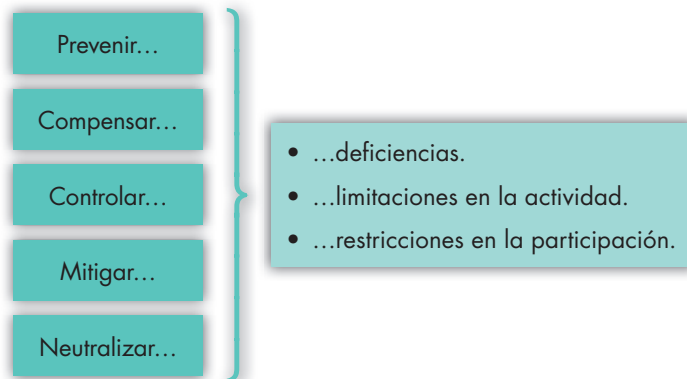 Prevenir…
Compensar…
Controlar…
Mitigar…
Neutralizar…
• …deficiencias.
• …limitaciones en la actividad.
• …restricciones en la participación.